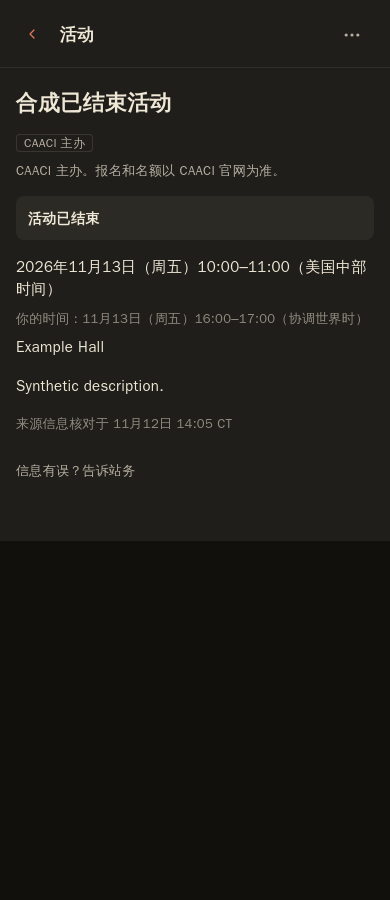 活动
合成已结束活动
CAACI 主办
CAACI 主办。报名和名额以 CAACI 官网为准。
活动已结束
2026年11月13日（周五）10:00–11:00（美国中部
时间）
你的时间：11月13日（周五）16:00–17:00（协调世界时）
Example Hall
Synthetic description.
来源信息核对于 11月12日 14:05 CT
信息有误？告诉站务